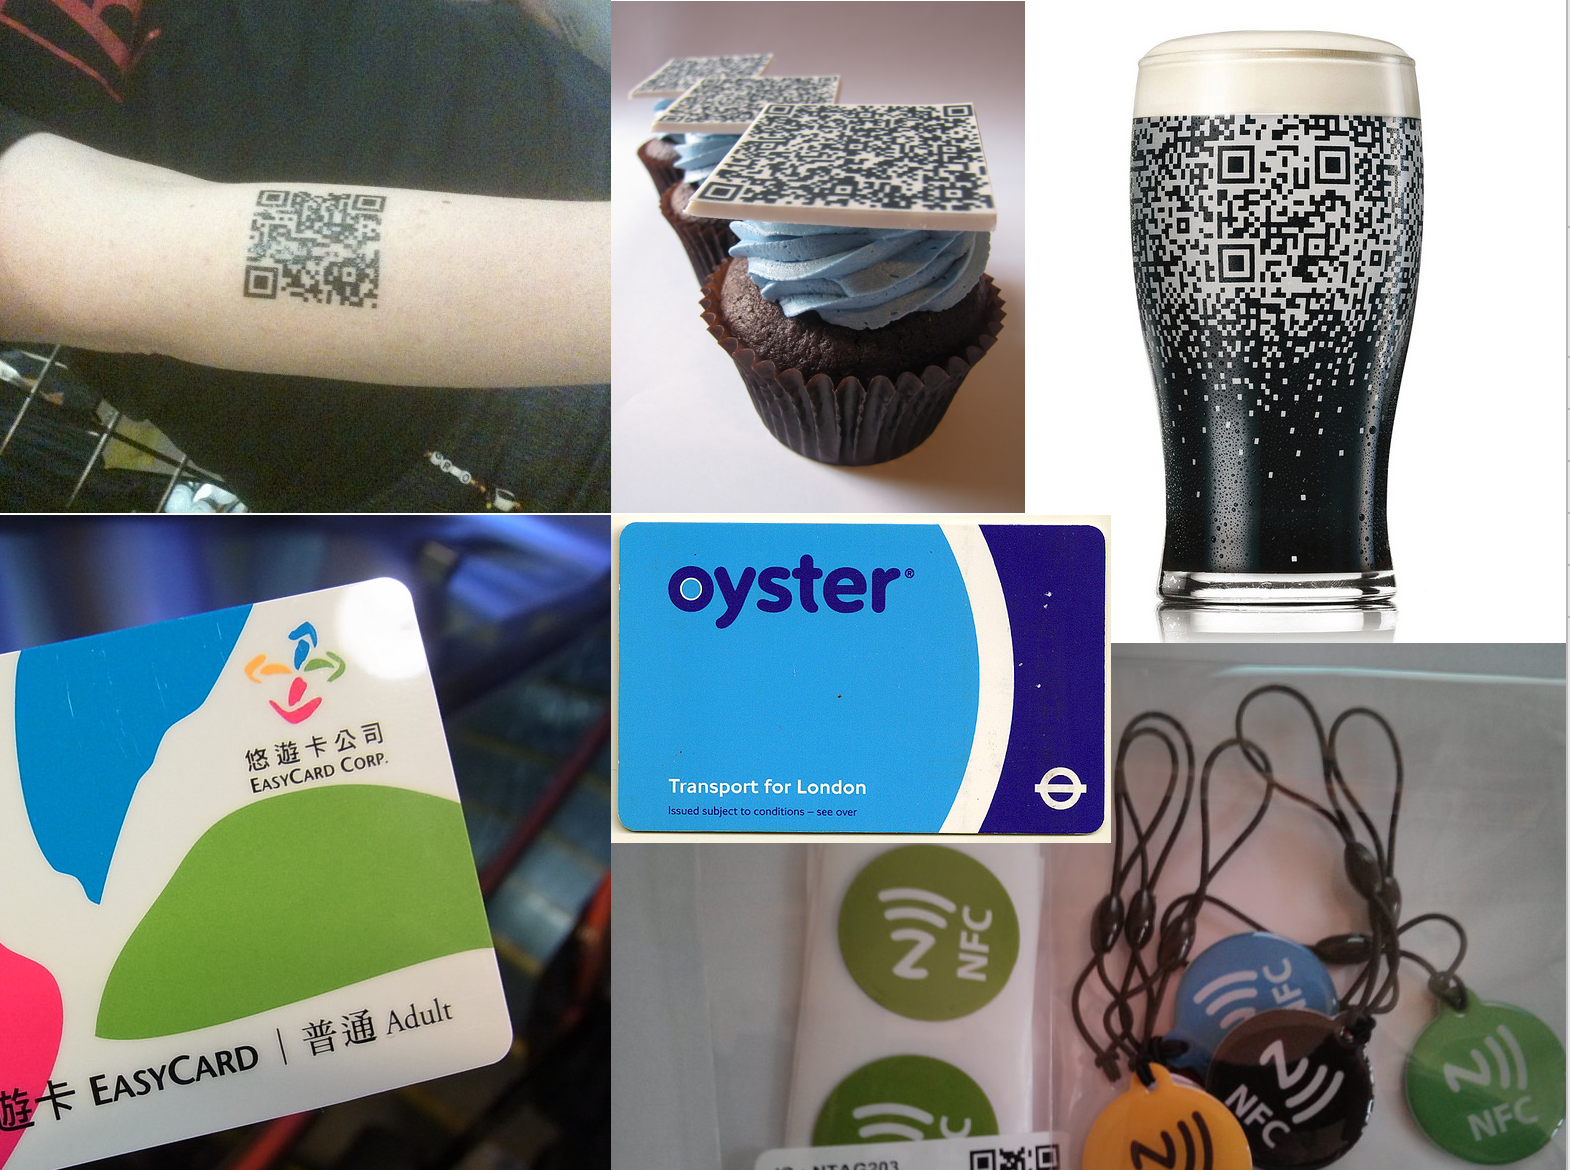 oyster®
Transport for London
Issued subject to conditions – see over
悠遊卡公司
EASYCARD CORP.
遊卡 EASYCARD | 普通 Adult
NFC
NFC
NFC
NFC
NTAG203